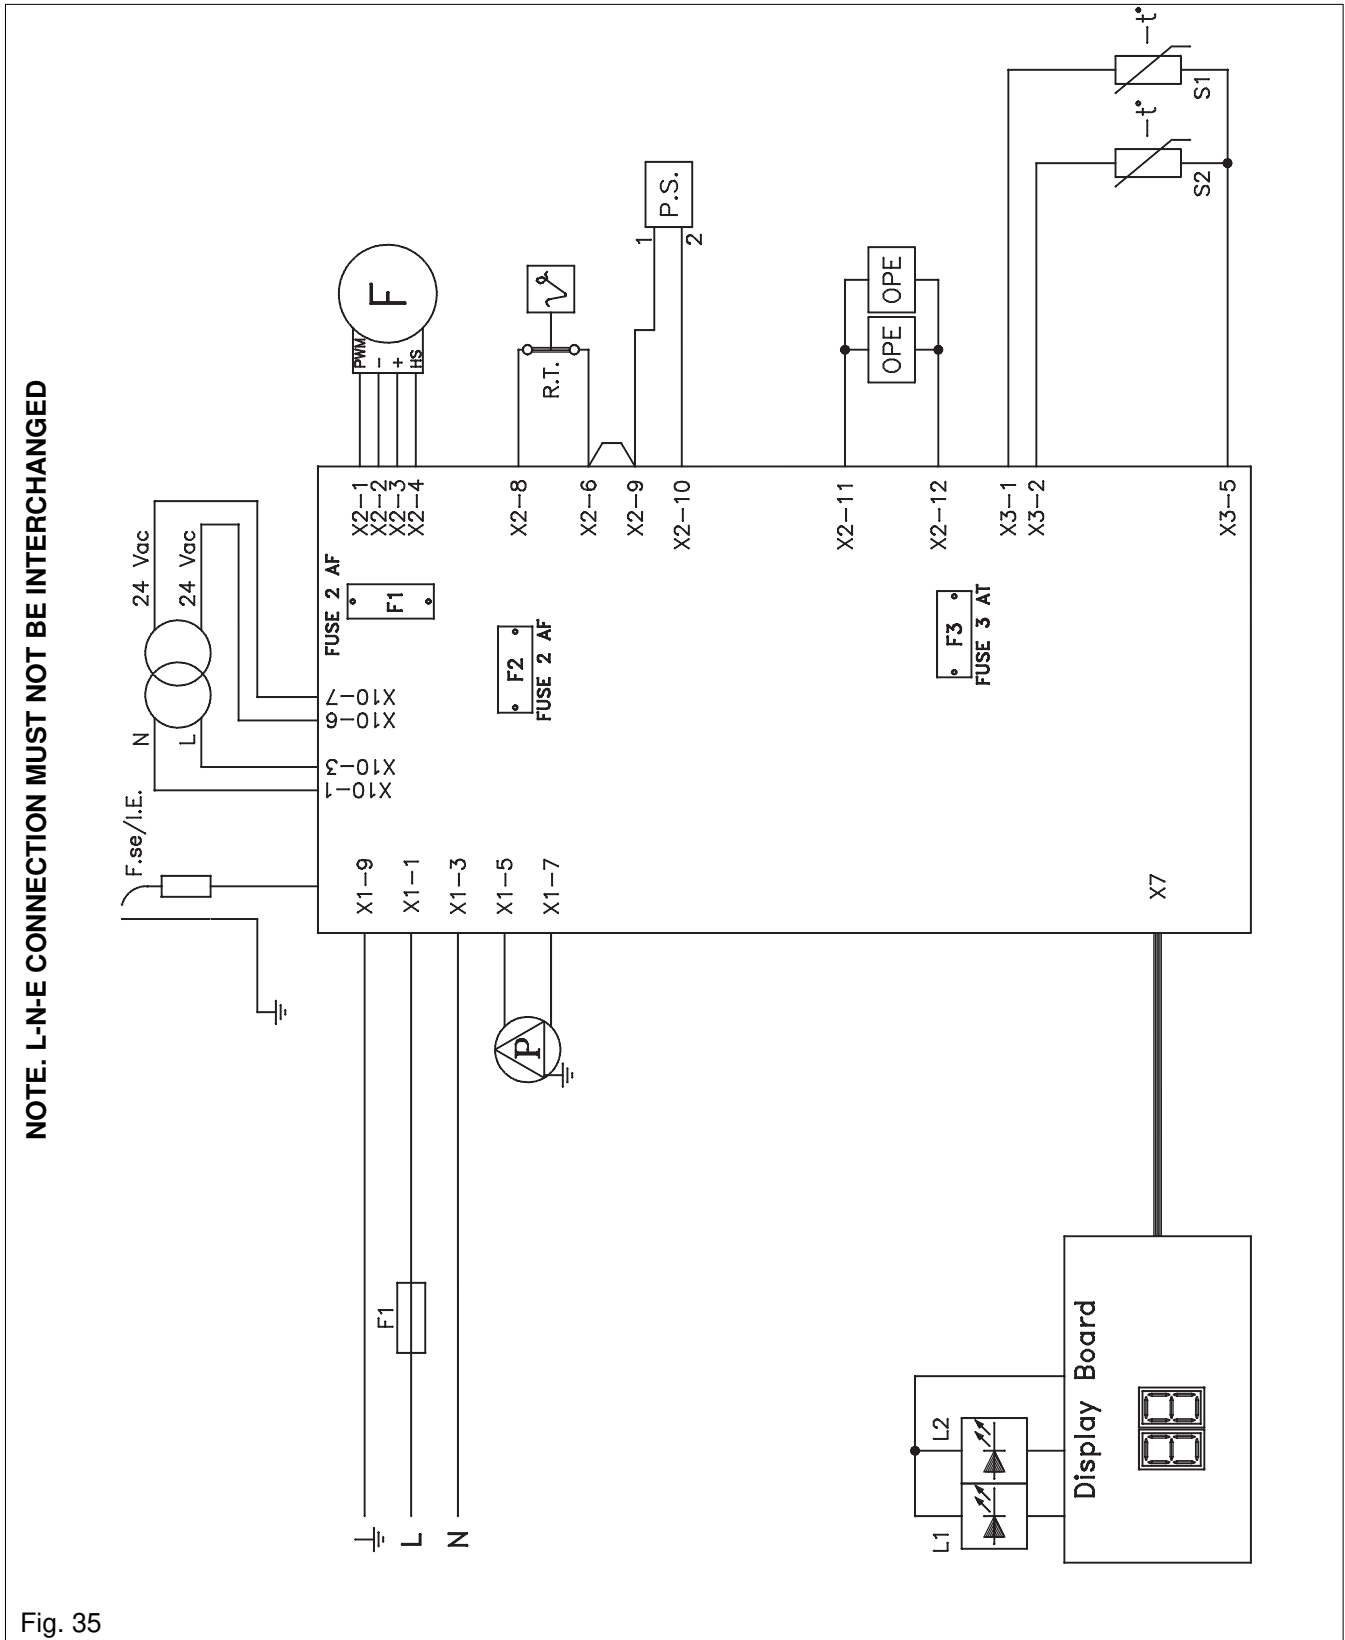 NOTE. L-N-E CONNECTION MUST NOT BE INTERCHANGED
F.se/I.E.
N
24 Vac
L
24 Vac
X10-1
X10-3
X10-6
X10-7
FUSE 2 AF
F1
F2
FUSE 2 AF
F3
FUSE 3 AT
X1-9
X1-1
X1-3
X1-5
X1-7
X7
X2-1
X2-2
X2-3
X2-4
X2-8
X2-6
X2-9
X2-10
X2-11
X2-12
X3-1
X3-2
X3-5
PWM
-
+
HS
F
R.T.
1
2
P.S.
OPE
OPE
S2
-t°
S1
-t°
P
F1
L
N
L1
L2
Display Board
Fig. 35